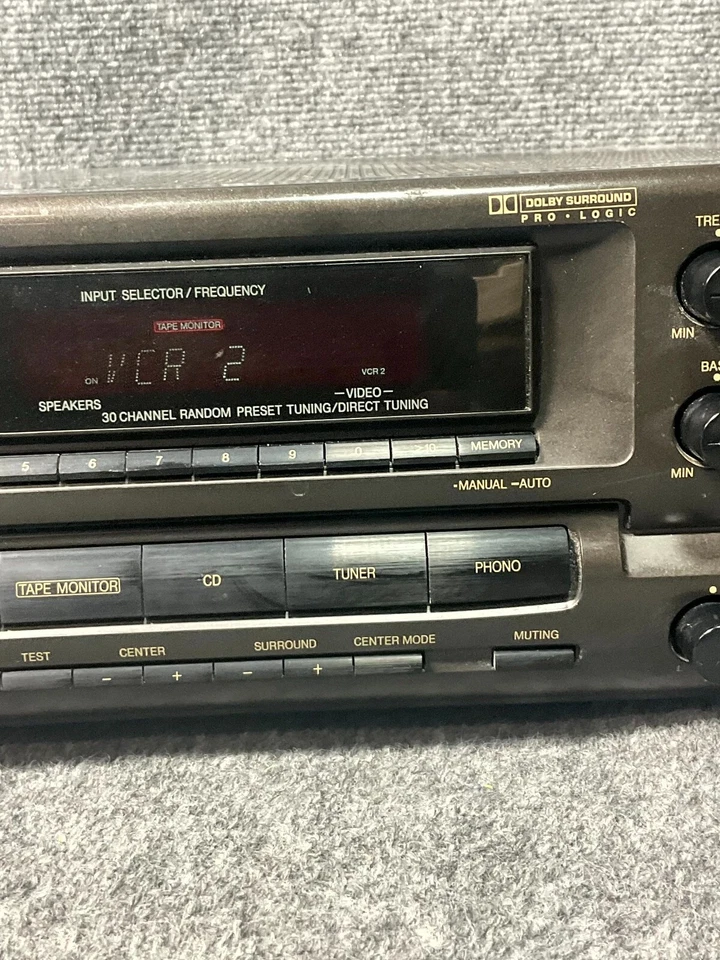 DOLBY SURROUND
PRO • LOGIC
TRE
INPUT SELECTOR/FREQUENCY
TAPE MONITOR
MIN
ON VCR 2
VCR 2
BAS
SPEAKERS
–VIDEO–
30 CHANNEL RANDOM PRESET TUNING/DIRECT TUNING
5 6 7 8 9 0 >10 MEMORY
MIN
-MANUAL –AUTO
TAPE MONITOR CD TUNER PHONO
TEST CENTER SURROUND CENTER MODE MUTING
– + – +